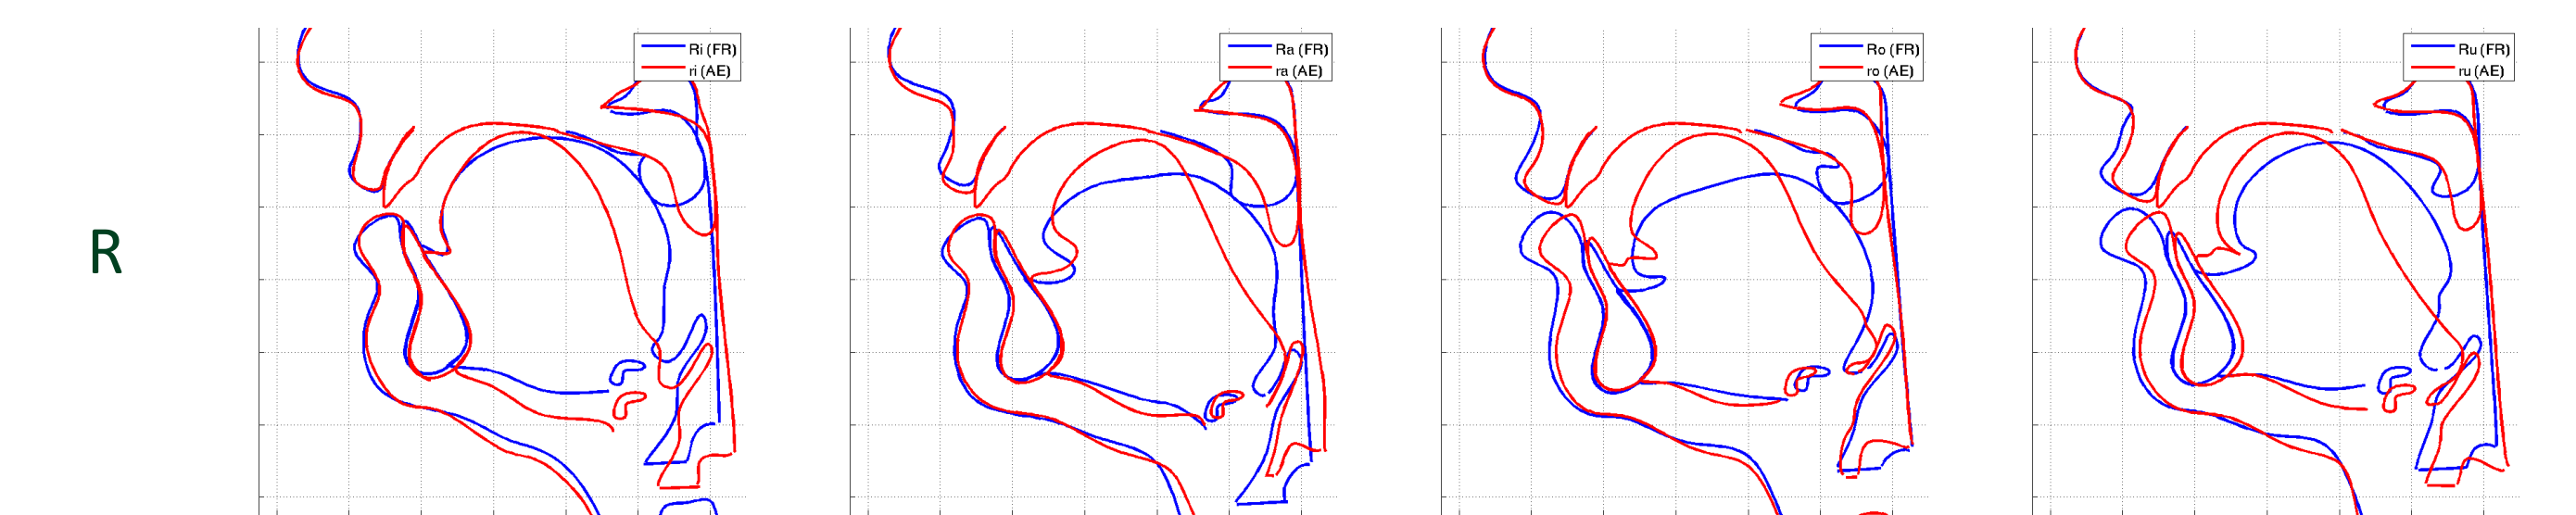 R
Ri (FR)
ri (AE)
Ra (FR)
ra (AE)
Ro (FR)
ro (AE)
Ru (FR)
ru (AE)